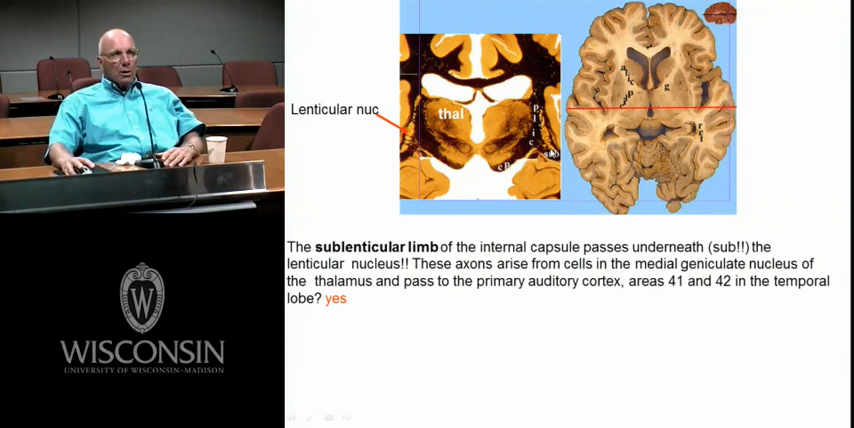 Lenticular nuc
thal
p
l
i
c
sub
cp
a
l
i
c
g
p
l
r
l
The sublenticular limb of the internal capsule passes underneath (sub!!) the
lenticular nucleus!! These axons arise from cells in the medial geniculate nucleus of
the thalamus and pass to the primary auditory cortex, areas 41 and 42 in the temporal
lobe? yes
W
WISCONSIN
UNIVERSITY OF WISCONSIN–MADISON